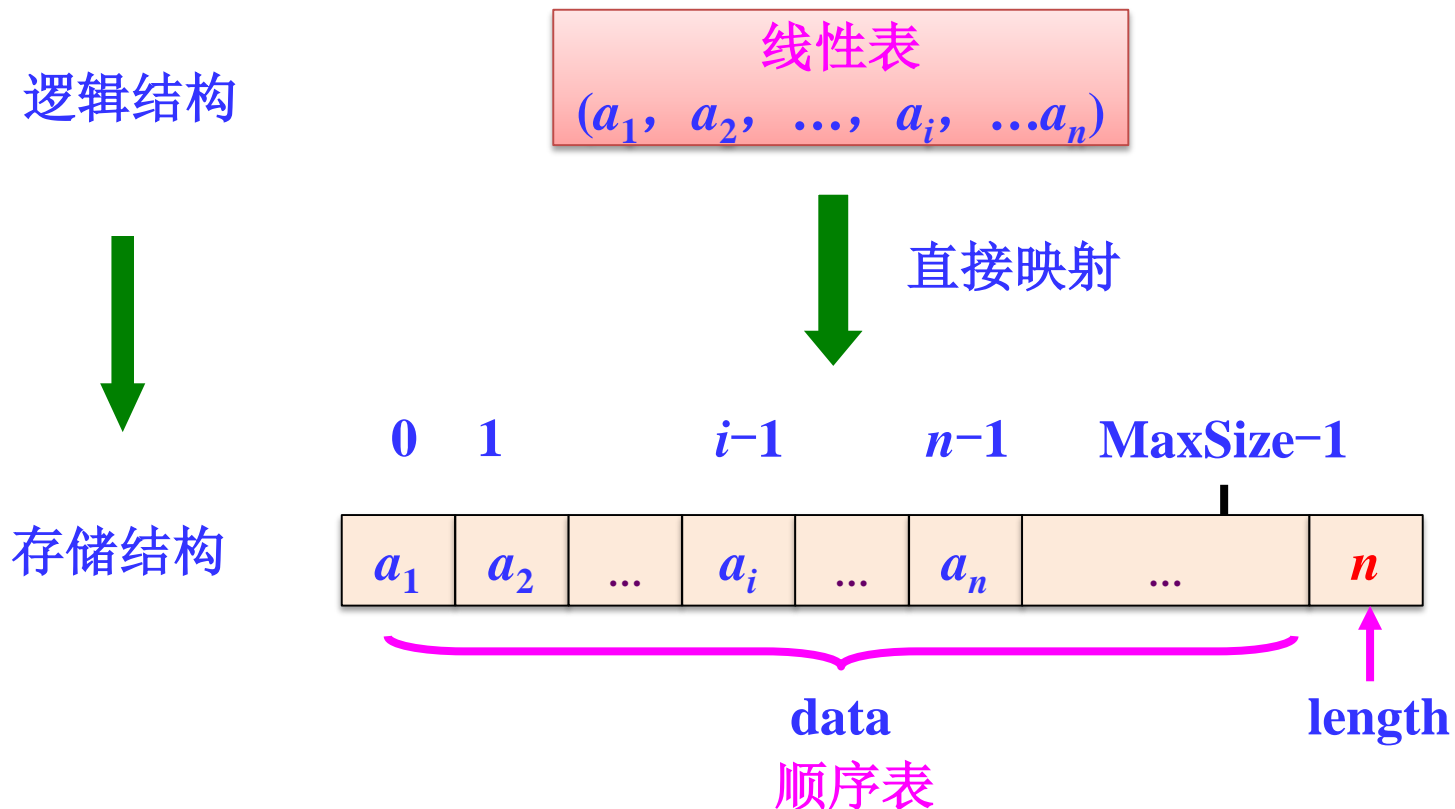 线性表
逻辑结构
(a₁，a₂，…，aᵢ，…aₙ)
直接映射
0 1 i−1 n−1 MaxSize−1
存储结构
a₁ a₂ ... aᵢ ... aₙ ... n
data length
顺序表